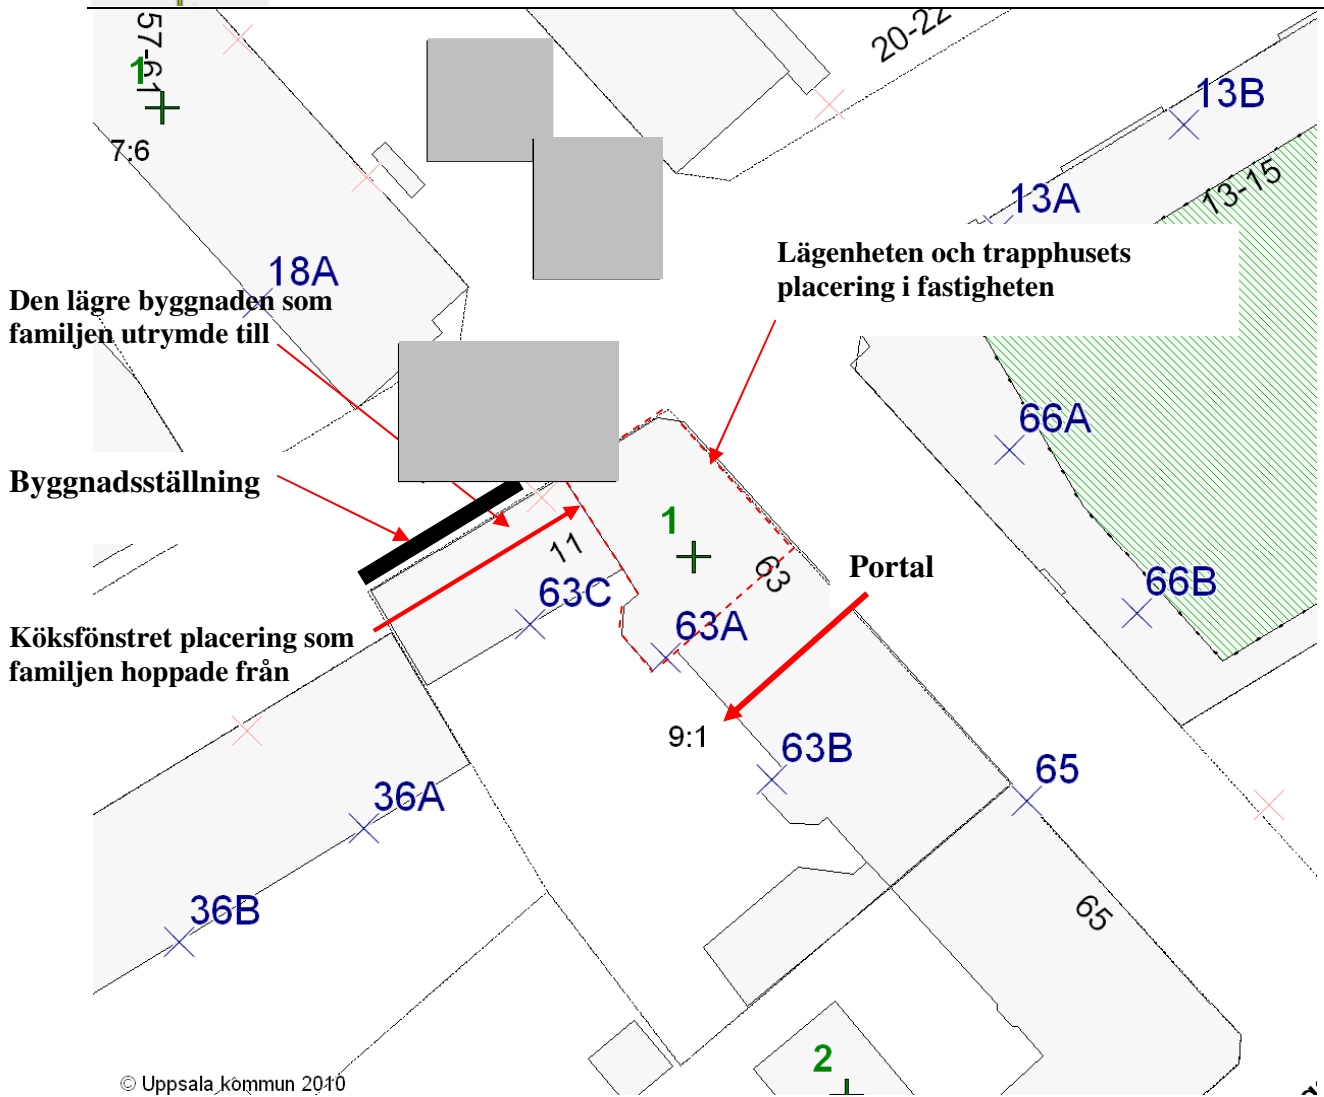 57-61
1
7:6
20-22
13B
13A
13-15
18A
Lägenheten och trapphusets
placering i fastigheten
Den lägre byggnaden som
familjen utrymde till
66A
Byggnadsställning
1
11
63
Portal
63C
66B
63A
Köksfönstret placering som
familjen hoppade från
9:1
63B
65
36A
36B
65
2
© Uppsala kommun 2010